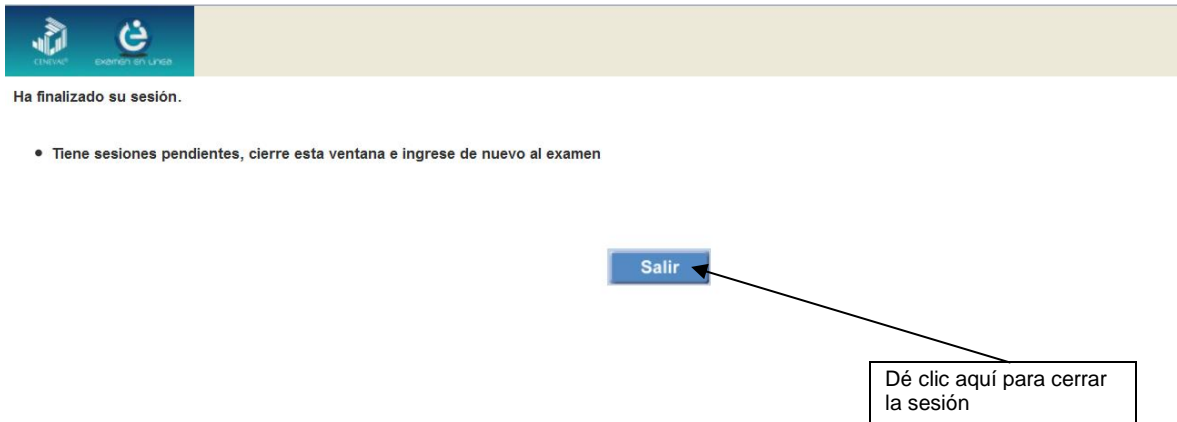 CENEVAL®
examen en línea
Ha finalizado su sesión.
• Tiene sesiones pendientes, cierre esta ventana e ingrese de nuevo al examen
Salir
Dé clic aquí para cerrar
la sesión